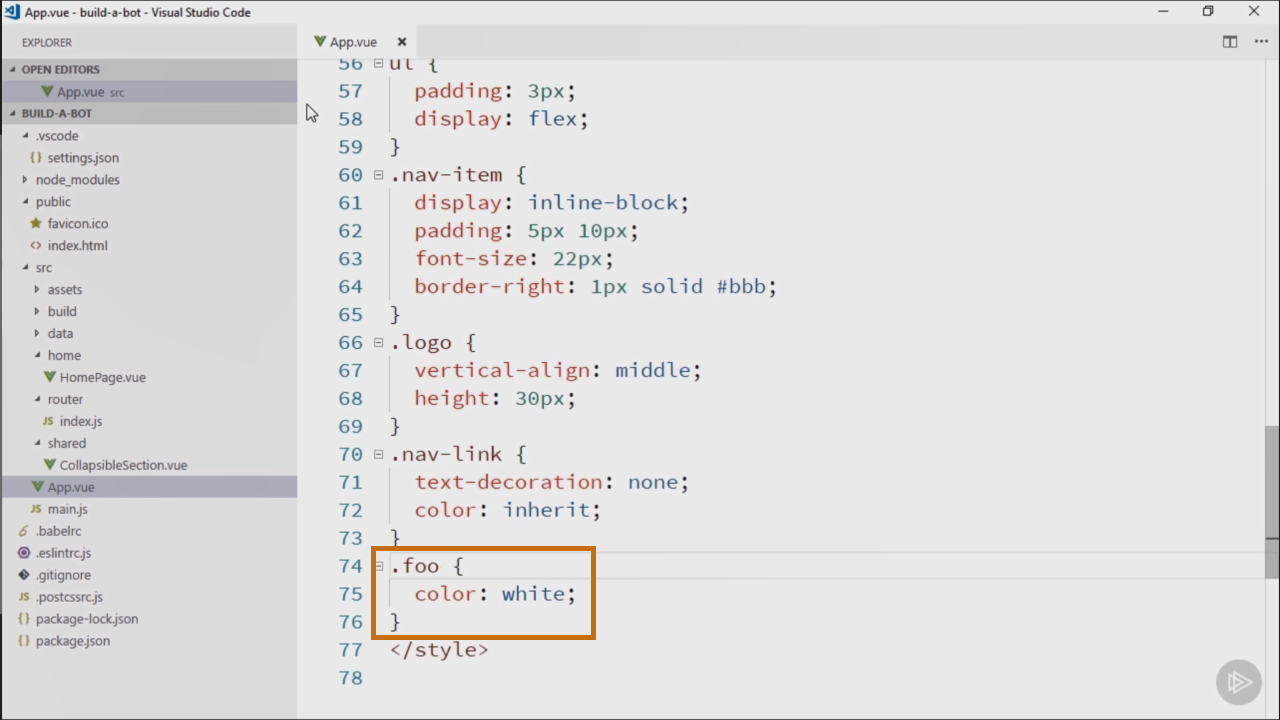 App.vue - build-a-bot - Visual Studio Code
EXPLORER
OPEN EDITORS
App.vue src
BUILD-A-BOT
.vscode
{} settings.json
node_modules
public
favicon.ico
<> index.html
src
assets
build
data
home
HomePage.vue
router
JS index.js
shared
CollapsibleSection.vue
App.vue
JS main.js
.babelrc
.eslintrc.js
.gitignore
JS .postcssrc.js
{} package-lock.json
{} package.json
App.vue
56 ul {
57 padding: 3px;
58 display: flex;
59 }
60 .nav-item {
61 display: inline-block;
62 padding: 5px 10px;
63 font-size: 22px;
64 border-right: 1px solid #bbb;
65 }
66 .logo {
67 vertical-align: middle;
68 height: 30px;
69 }
70 .nav-link {
71 text-decoration: none;
72 color: inherit;
73 }
74 .foo {
75 color: white;
76 }
77 </style>
78